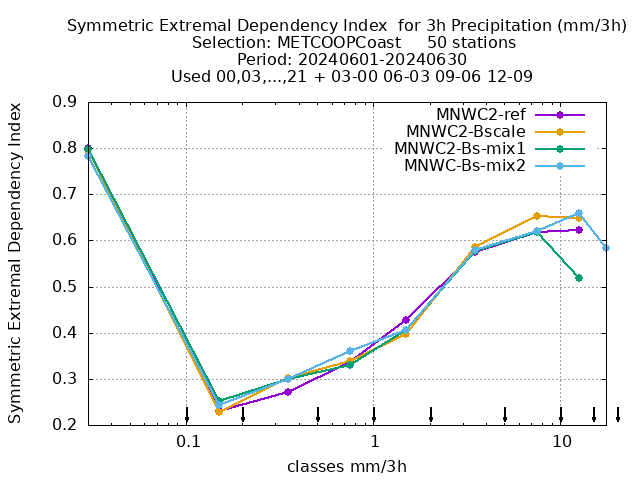 Symmetric Extremal Dependency Index  for 3h Precipitation (mm/3h)
Selection: METCOOPCoast     50 stations
Period: 20240601-20240630
Used 00,03,...,21 + 03-00 06-03 09-06 12-09
Symmetric Extremal Dependency Index
0.9
0.8
0.7
0.6
0.5
0.4
0.3
0.2
MNWC2-ref
MNWC2-Bscale
MNWC2-Bs-mix1
MNWC-Bs-mix2
0.1 1 10
classes mm/3h